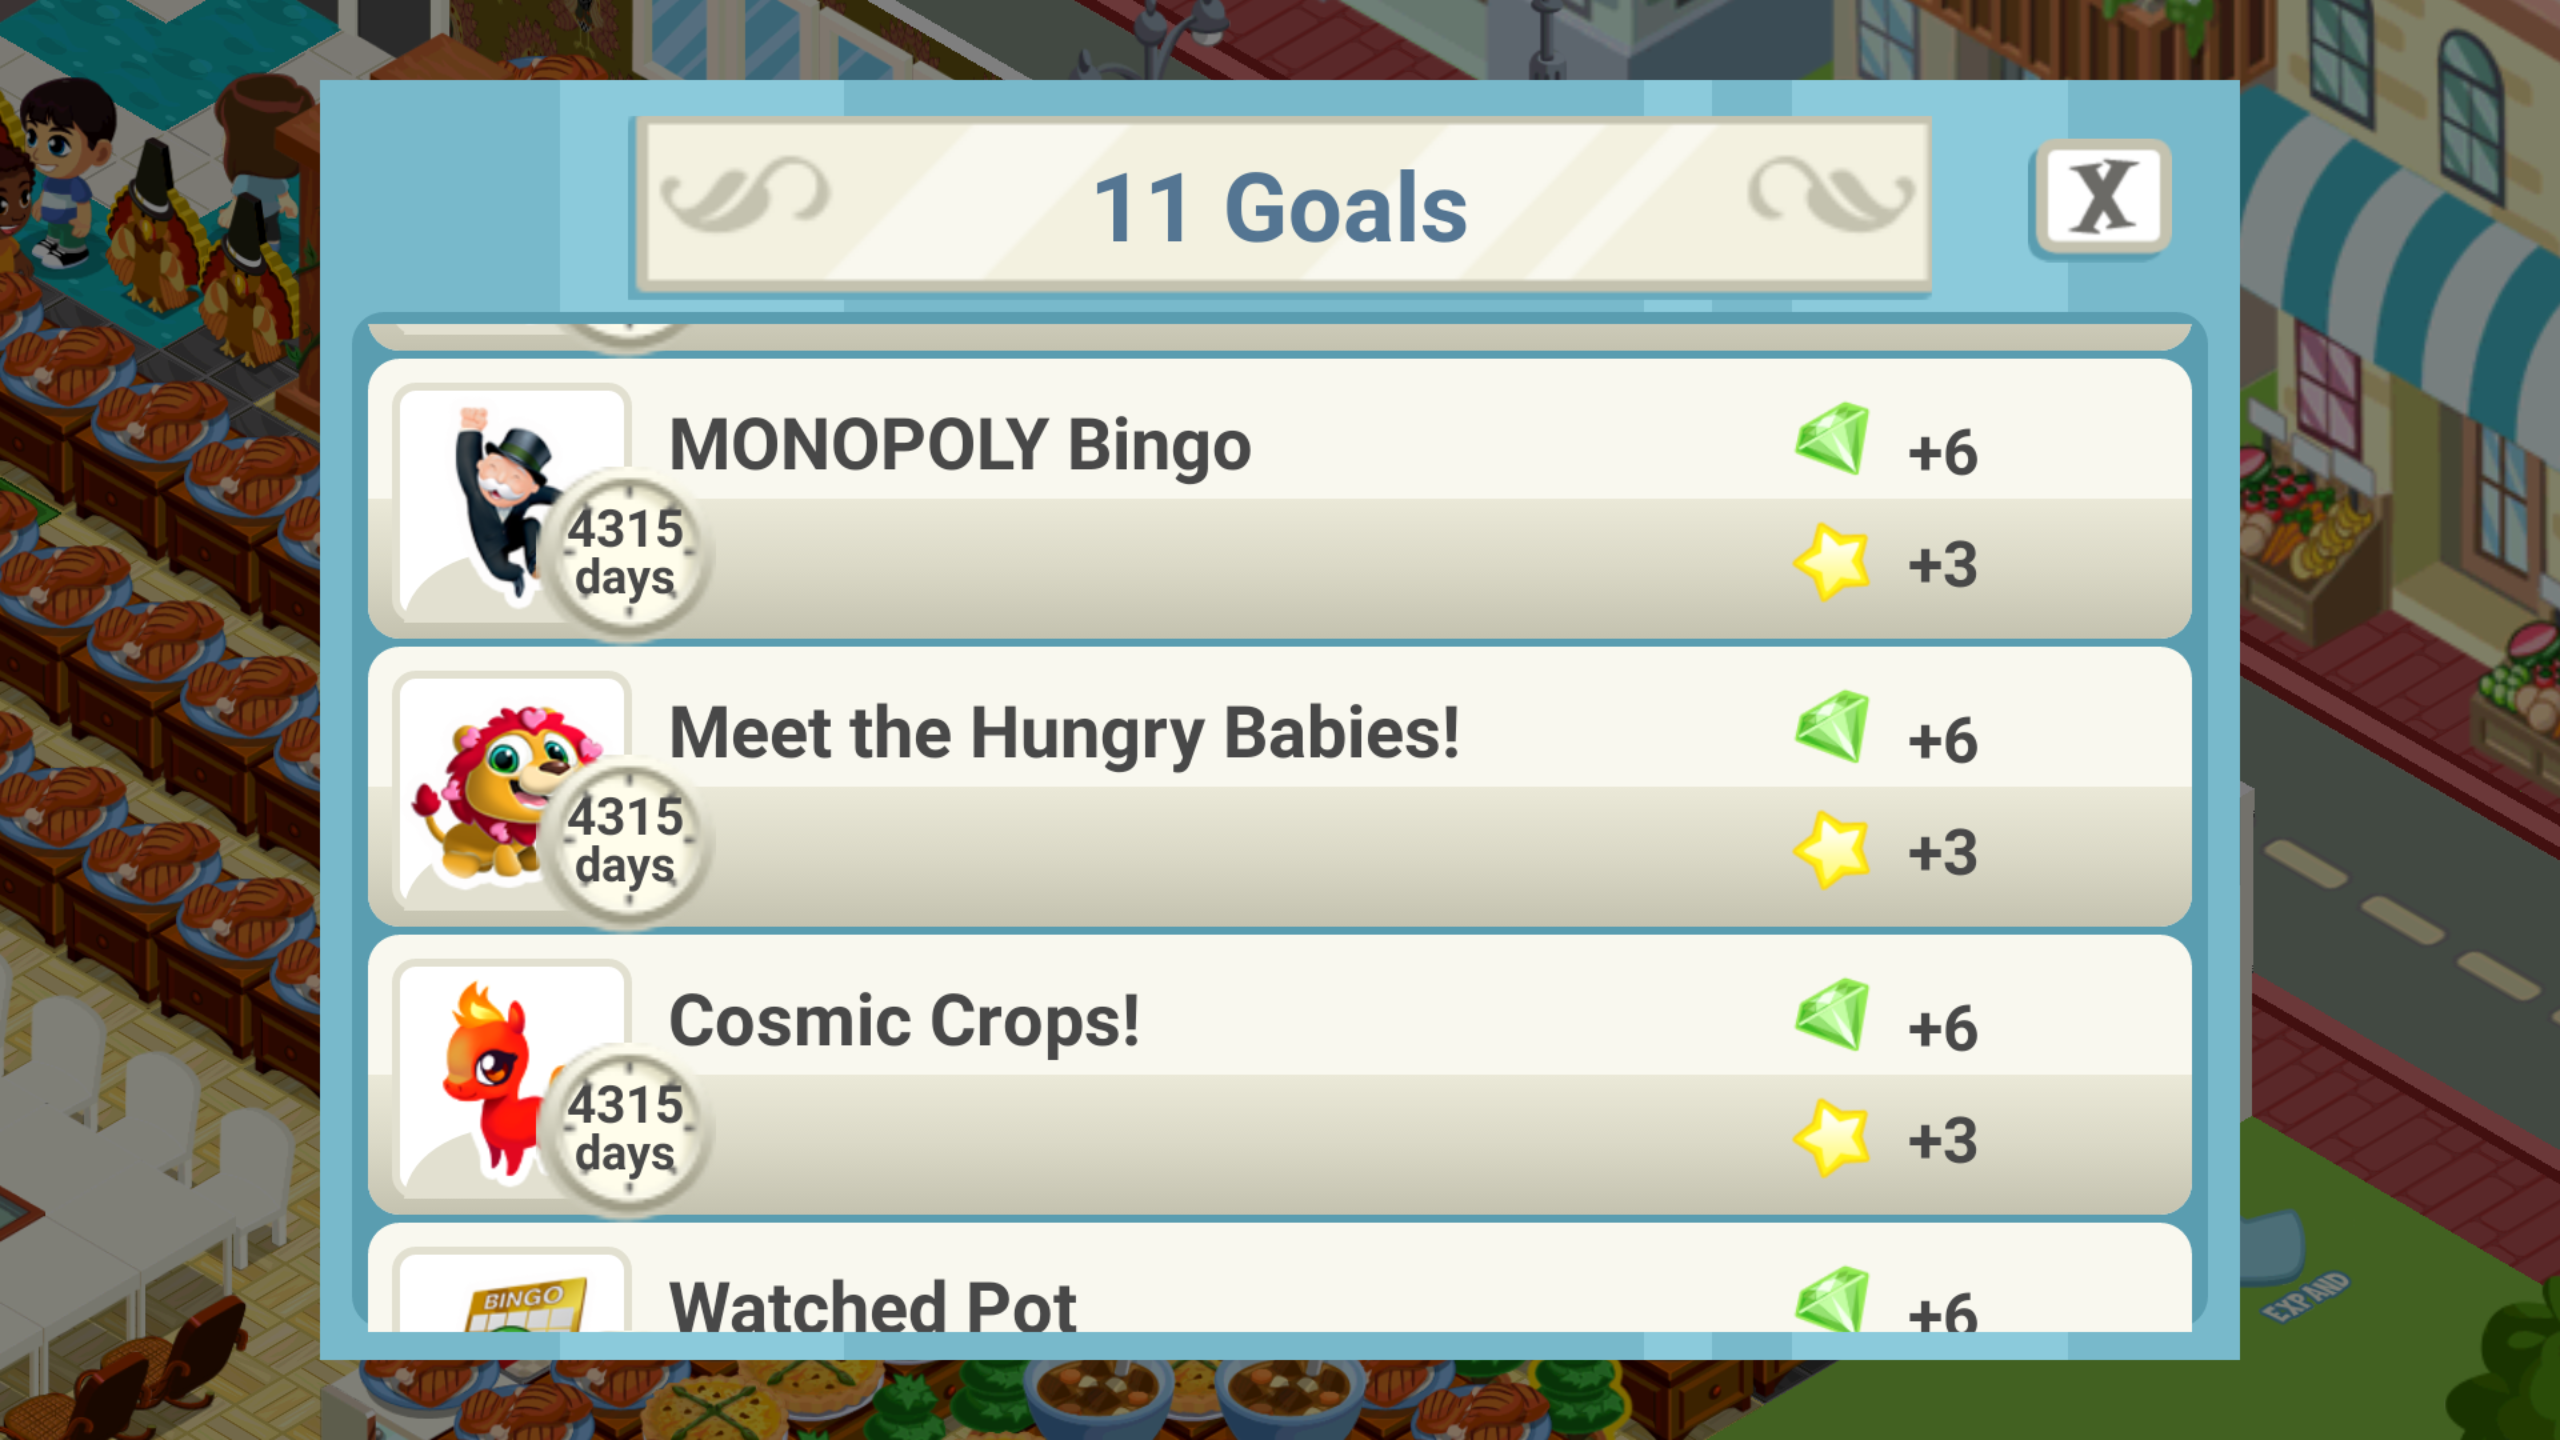 11 Goals
X
MONOPOLY Bingo
+6
4315
days
+3
Meet the Hungry Babies!
+6
4315
days
+3
Cosmic Crops!
+6
4315
days
+3
BINGO
Watched Pot
+6
EXPAND